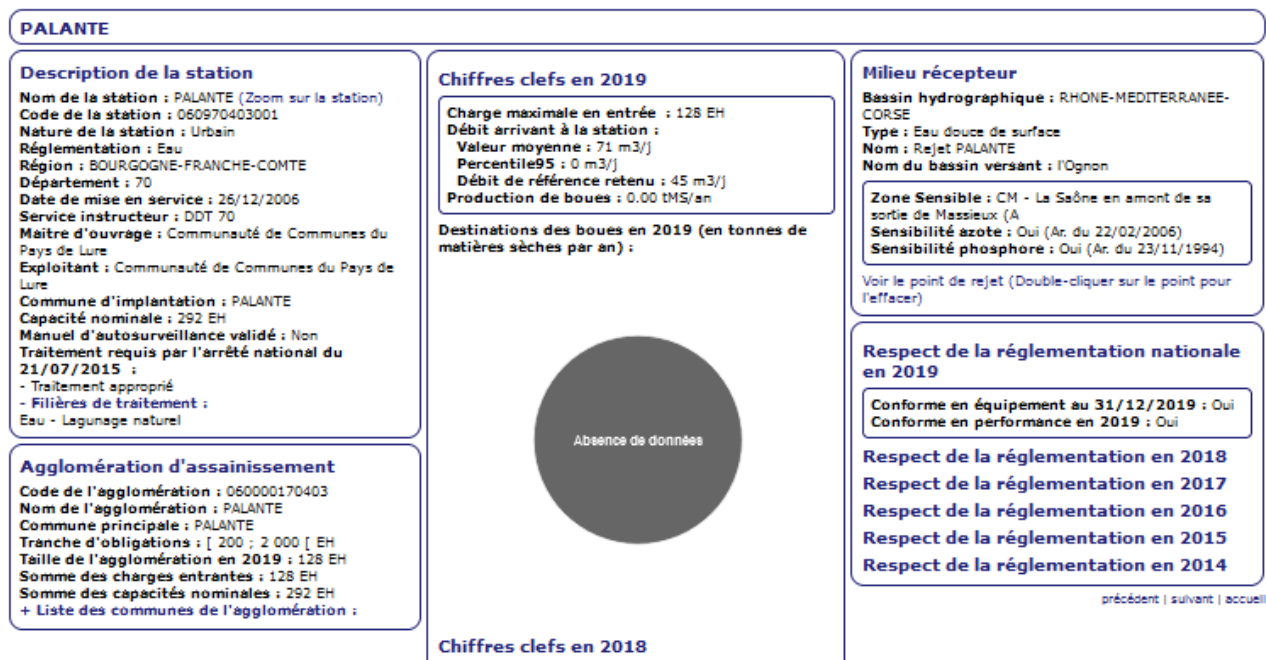 PALANTE
Description de la station
Nom de la station : PALANTE (Zoom sur la station)
Code de la station : 060970403001
Nature de la station : Urbain
Réglementation : Eau
Région : BOURGOGNE-FRANCHE-COMTE
Département : 70
Date de mise en service : 26/12/2006
Service instructeur : DDT 70
Maitre d'ouvrage : Communauté de Communes du
Pays de Lure
Exploitant : Communauté de Communes du Pays de
Lure
Commune d'implantation : PALANTE
Capacité nominale : 292 EH
Manuel d'autosurveillance validé : Non
Traitement requis par l'arrêté national du
21/07/2015 :
- Traitement approprié
- Filières de traitement :
Eau - Lagunage naturel
Agglomération d'assainissement
Code de l'agglomération : 060000170403
Nom de l'agglomération : PALANTE
Commune principale : PALANTE
Tranche d'obligations : [ 200 ; 2 000 [ EH
Taille de l'agglomération en 2019 : 128 EH
Somme des charges entrantes : 128 EH
Somme des capacités nominales : 292 EH
+ Liste des communes de l'agglomération :
Chiffres clefs en 2019
Charge maximale en entrée : 128 EH
Débit arrivant à la station :
Valeur moyenne : 71 m3/j
Percentile95 : 0 m3/j
Débit de référence retenu : 45 m3/j
Production de boues : 0.00 tMS/an
Destinations des boues en 2019 (en tonnes de
matières sèches par an) :
Absence de données
Chiffres clefs en 2018
Milieu récepteur
Bassin hydrographique : RHONE-MEDITERRANEE-
CORSE
Type : Eau douce de surface
Nom : Rejet PALANTE
Nom du bassin versant : l'Ognon
Zone Sensible : CM - La Saône en amont de sa
sortie de Massieux (A
Sensibilité azote : Oui (Ar. du 22/02/2006)
Sensibilité phosphore : Oui (Ar. du 23/11/1994)
Voir le point de rejet (Double-cliquer sur le point pour
l'effacer)
Respect de la réglementation nationale
en 2019
Conforme en équipement au 31/12/2019 : Oui
Conforme en performance en 2019 : Oui
Respect de la réglementation en 2018
Respect de la réglementation en 2017
Respect de la réglementation en 2016
Respect de la réglementation en 2015
Respect de la réglementation en 2014
précédent | suivant | accueil